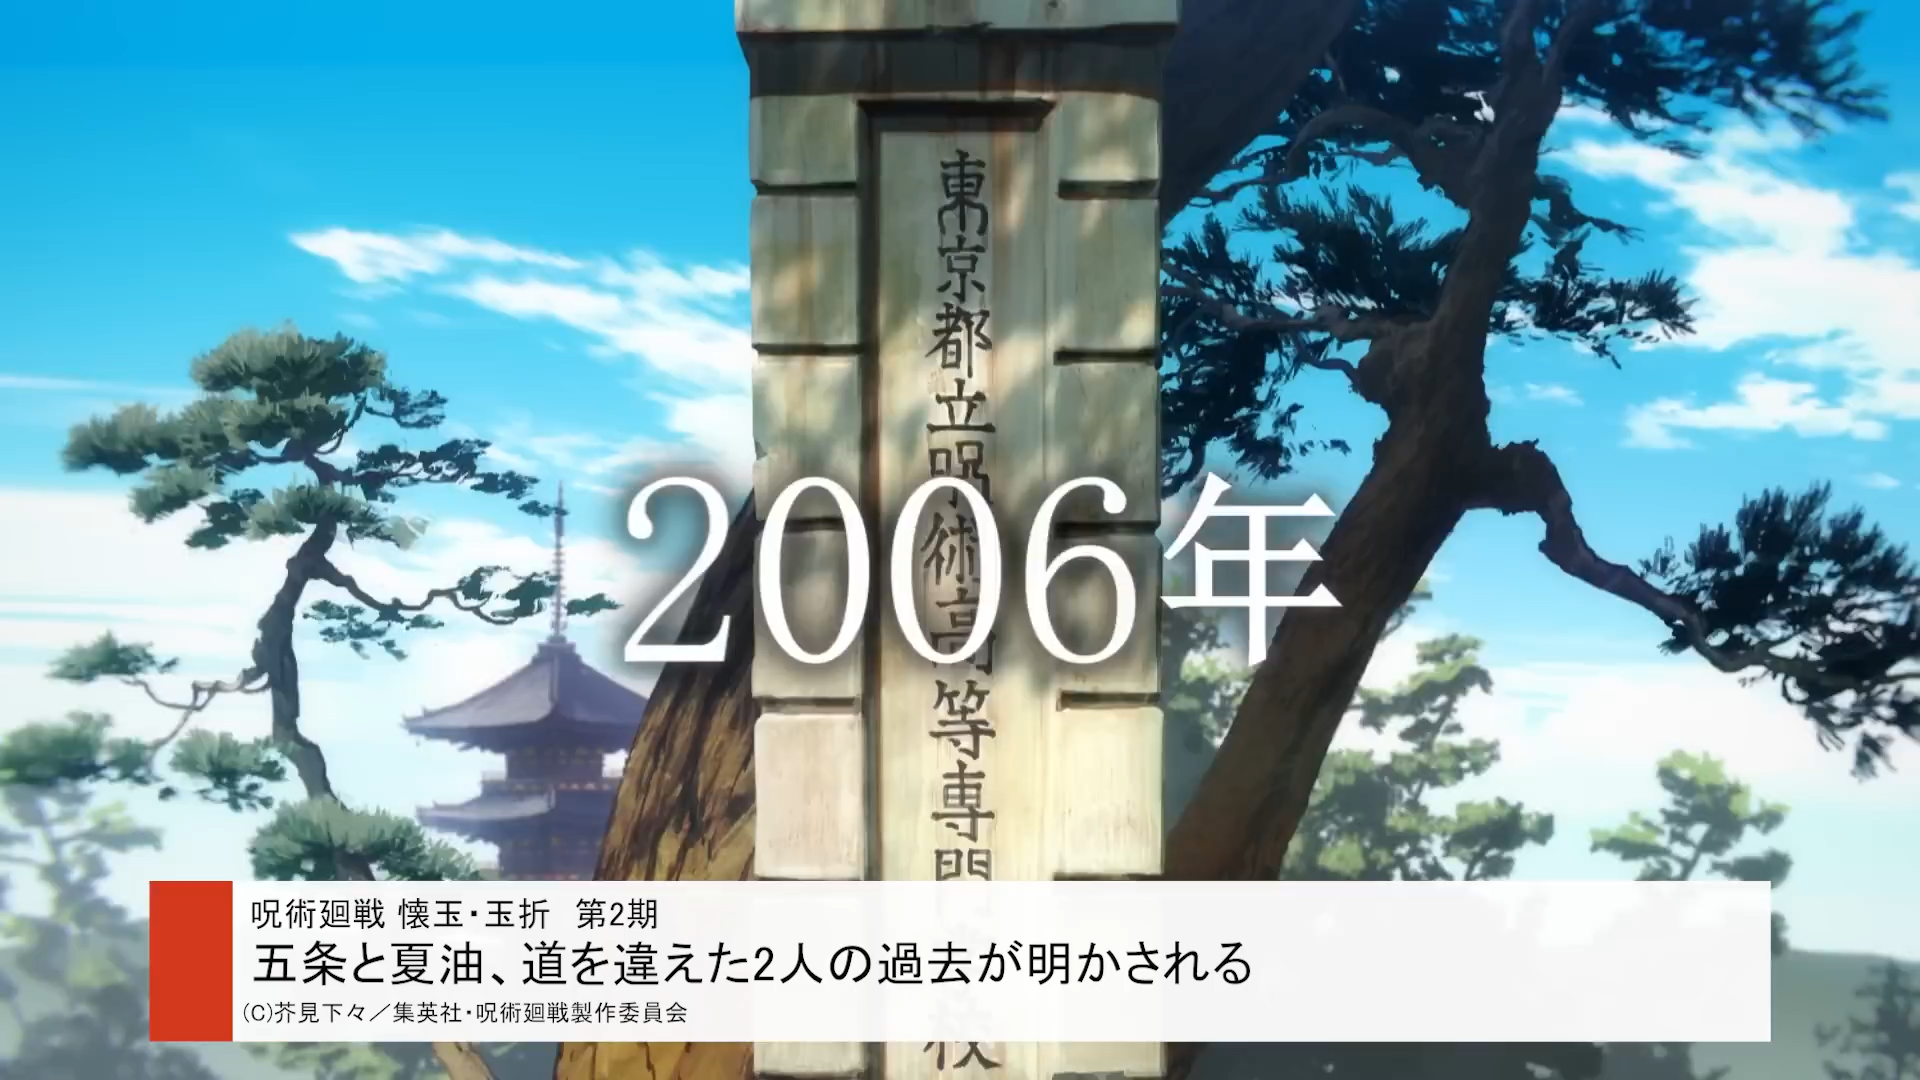 東京都立呪術高等専門学校
2006年
呪術廻戦 懐玉・玉折　第2期
五条と夏油、道を違えた2人の過去が明かされる
(C)芥見下々／集英社・呪術廻戦製作委員会